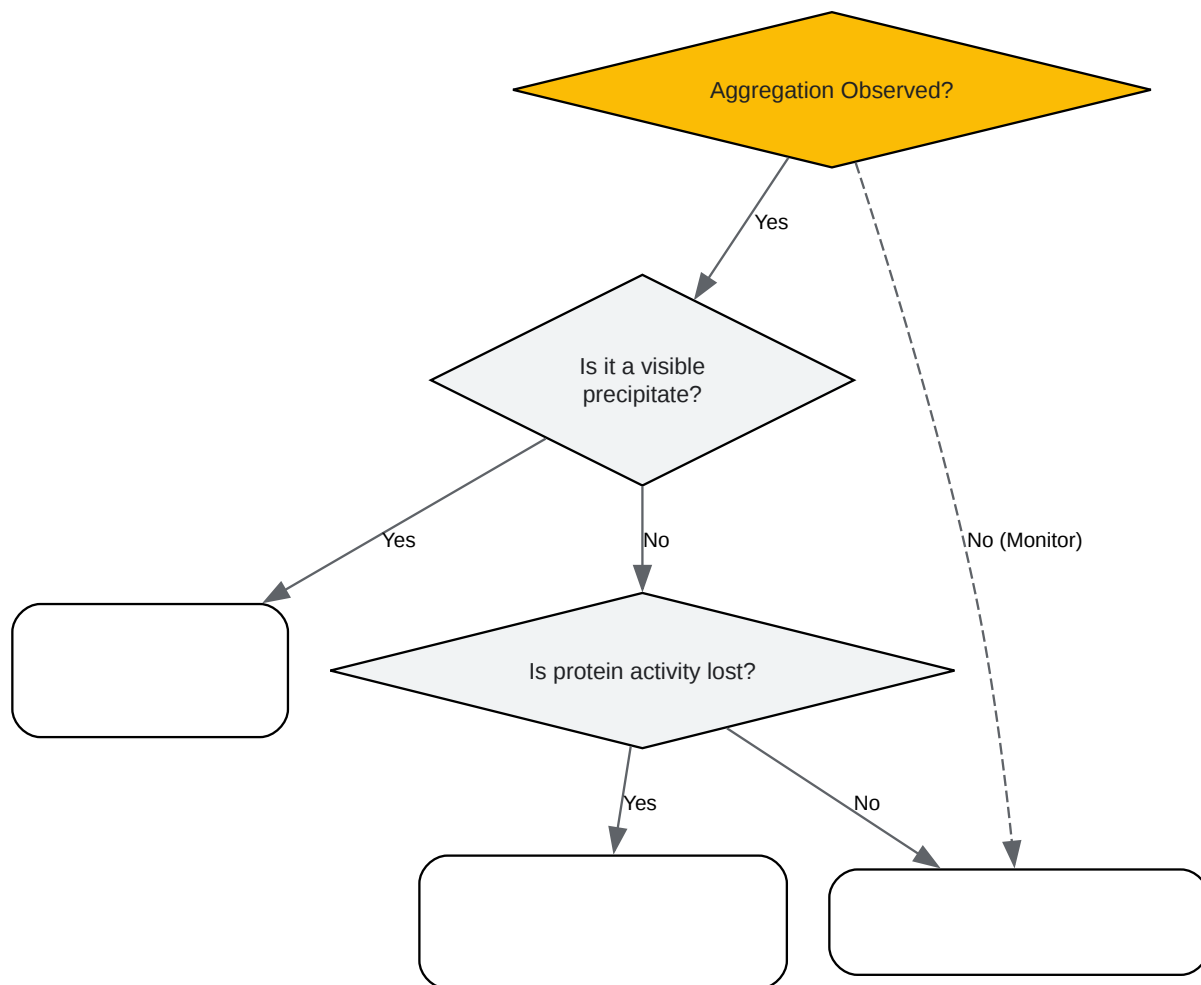 Aggregation Observed?
Yes
Is it a visible
precipitate?
Yes
No
No (Monitor)
Is protein activity lost?
Yes
No